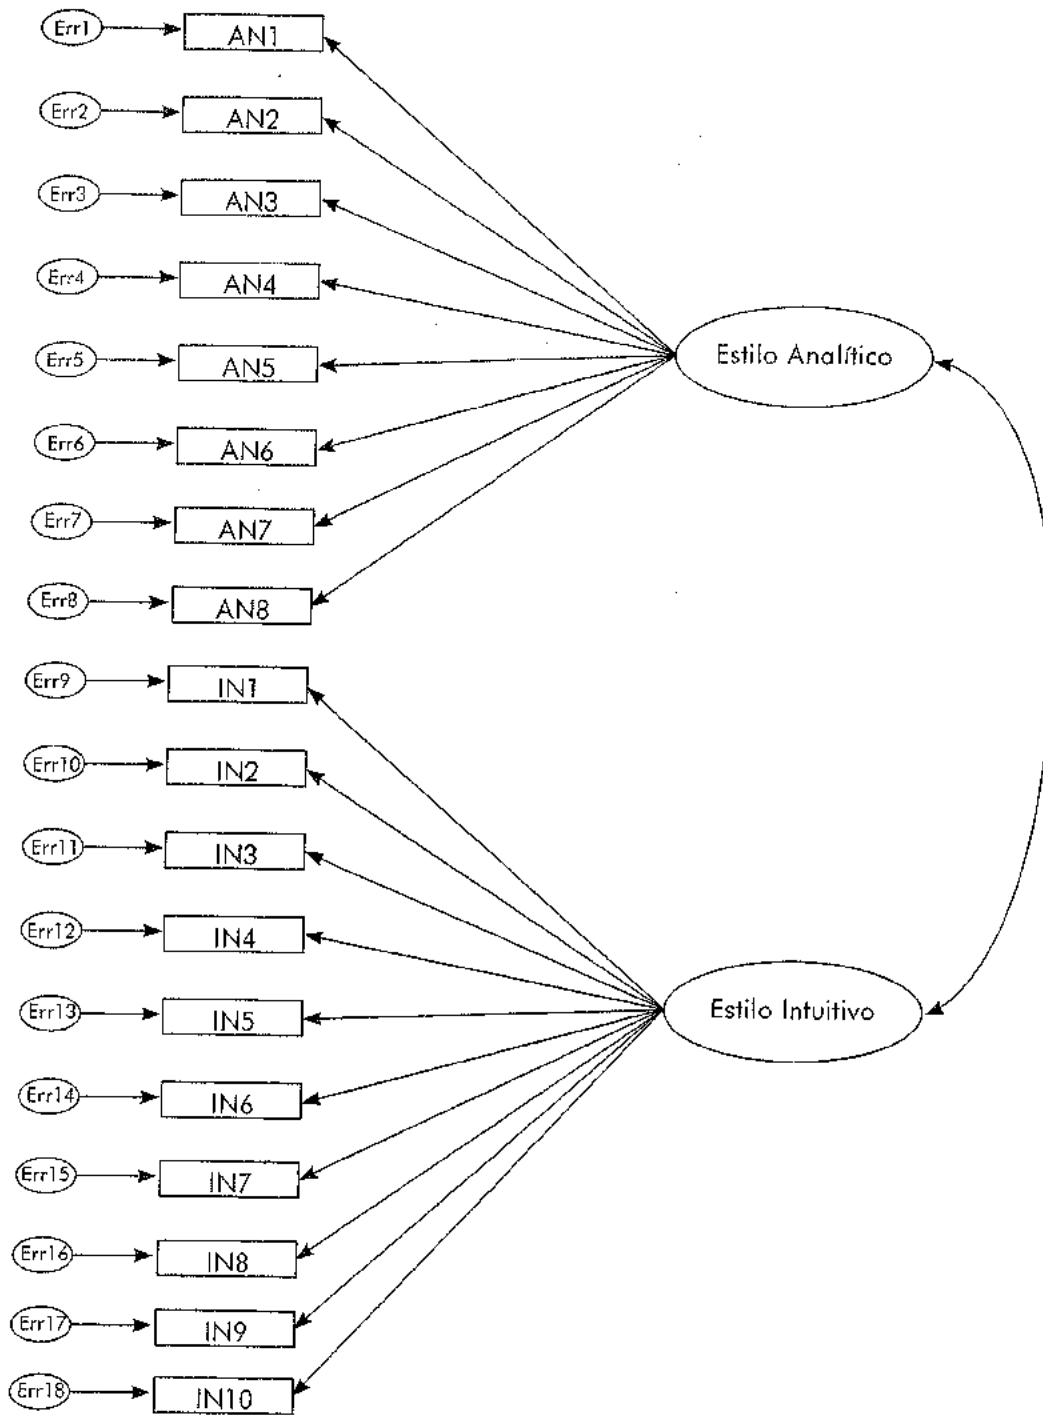 Err1 AN1
Err2 AN2
Err3 AN3
Err4 AN4
Estilo Analítico
Err5 AN5
Err6 AN6
Err7 AN7
Err8 AN8
Err9 IN1
Err10 IN2
Err11 IN3
Err12 IN4
Estilo Intuitivo
Err13 IN5
Err14 IN6
Err15 IN7
Err16 IN8
Err17 IN9
Err18 IN10